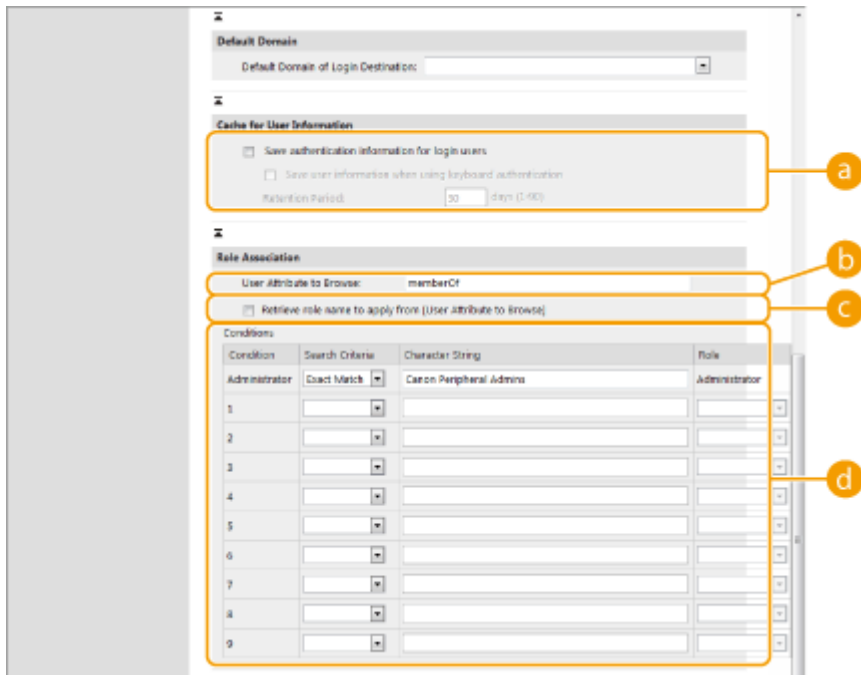 Default Domain
Default Domain of Login Destination:
Cache for User Information
Save authentication information for login users
a
Save user information when using keyboard authentication
Retention Period: 30 days (1-90)
Role Association
b
User Attribute to Browse: memberOf
Retrieve role name to apply from [User Attribute to Browse]
c
Conditions
Condition Search Criteria Character String Role
Administrator Exact Match Canon Peripheral Admins Administrator
1
2
3
4
d
5
6
7
8
9